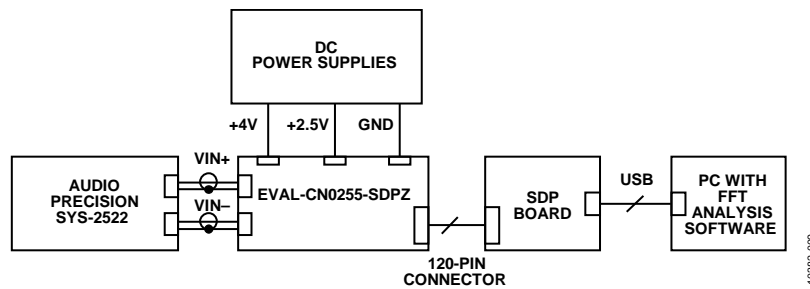 DC
POWER SUPPLIES
+4V
+2.5V
GND
VIN+
AUDIO
PRECISION
SYS-2522
VIN–
EVAL-CN0255-SDPZ
120-PIN
CONNECTOR
SDP
BOARD
USB
PC WITH
FFT
ANALYSIS
SOFTWARE